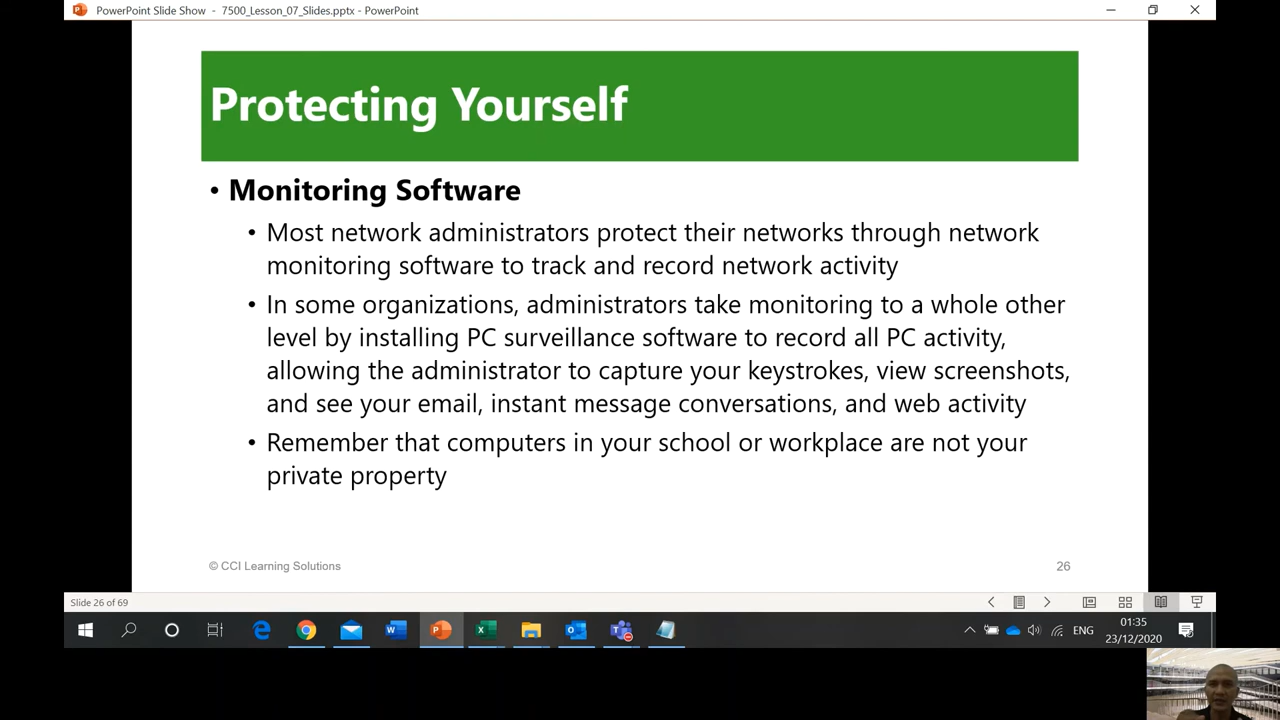 PowerPoint Slide Show - 7500_Lesson_07_Slides.pptx - PowerPoint
Protecting Yourself
• Monitoring Software
• Most network administrators protect their networks through network
monitoring software to track and record network activity
• In some organizations, administrators take monitoring to a whole other
level by installing PC surveillance software to record all PC activity,
allowing the administrator to capture your keystrokes, view screenshots,
and see your email, instant message conversations, and web activity
• Remember that computers in your school or workplace are not your
private property
© CCI Learning Solutions
26
Slide 26 of 69
ENG
01:35
23/12/2020